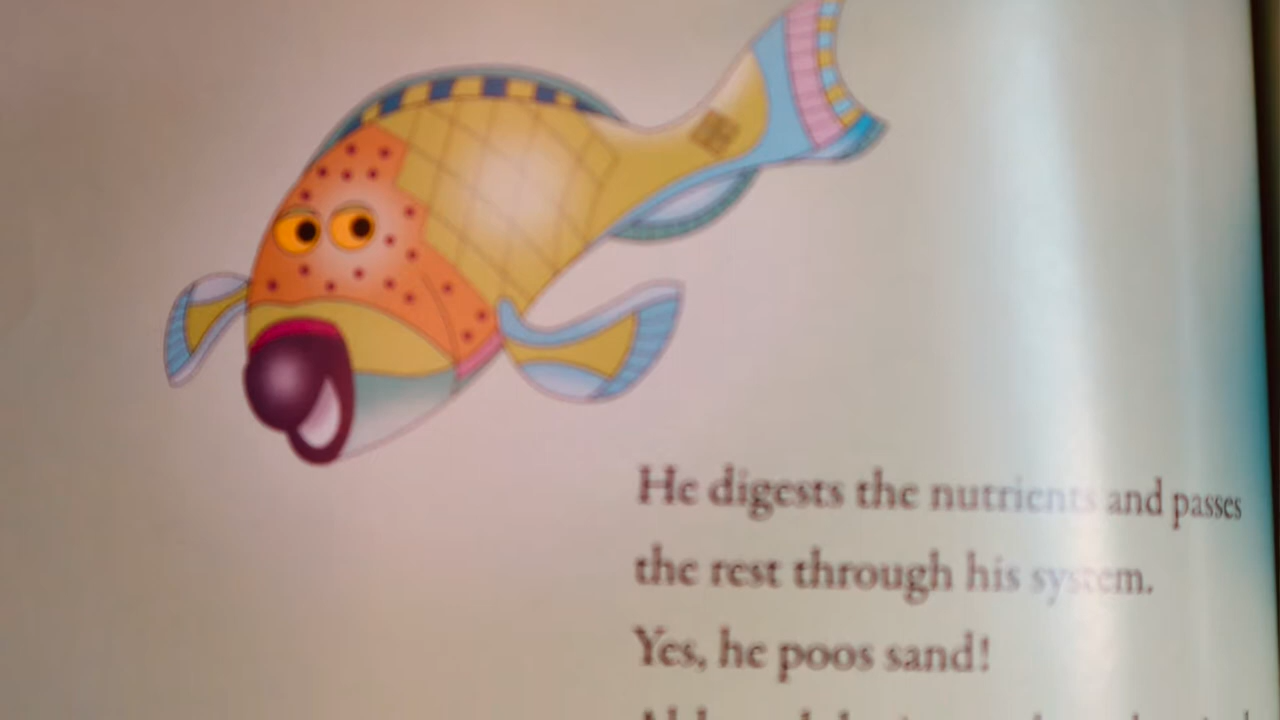 He digests the nutrients and passes
the rest through his system.
Yes, he poos sand!